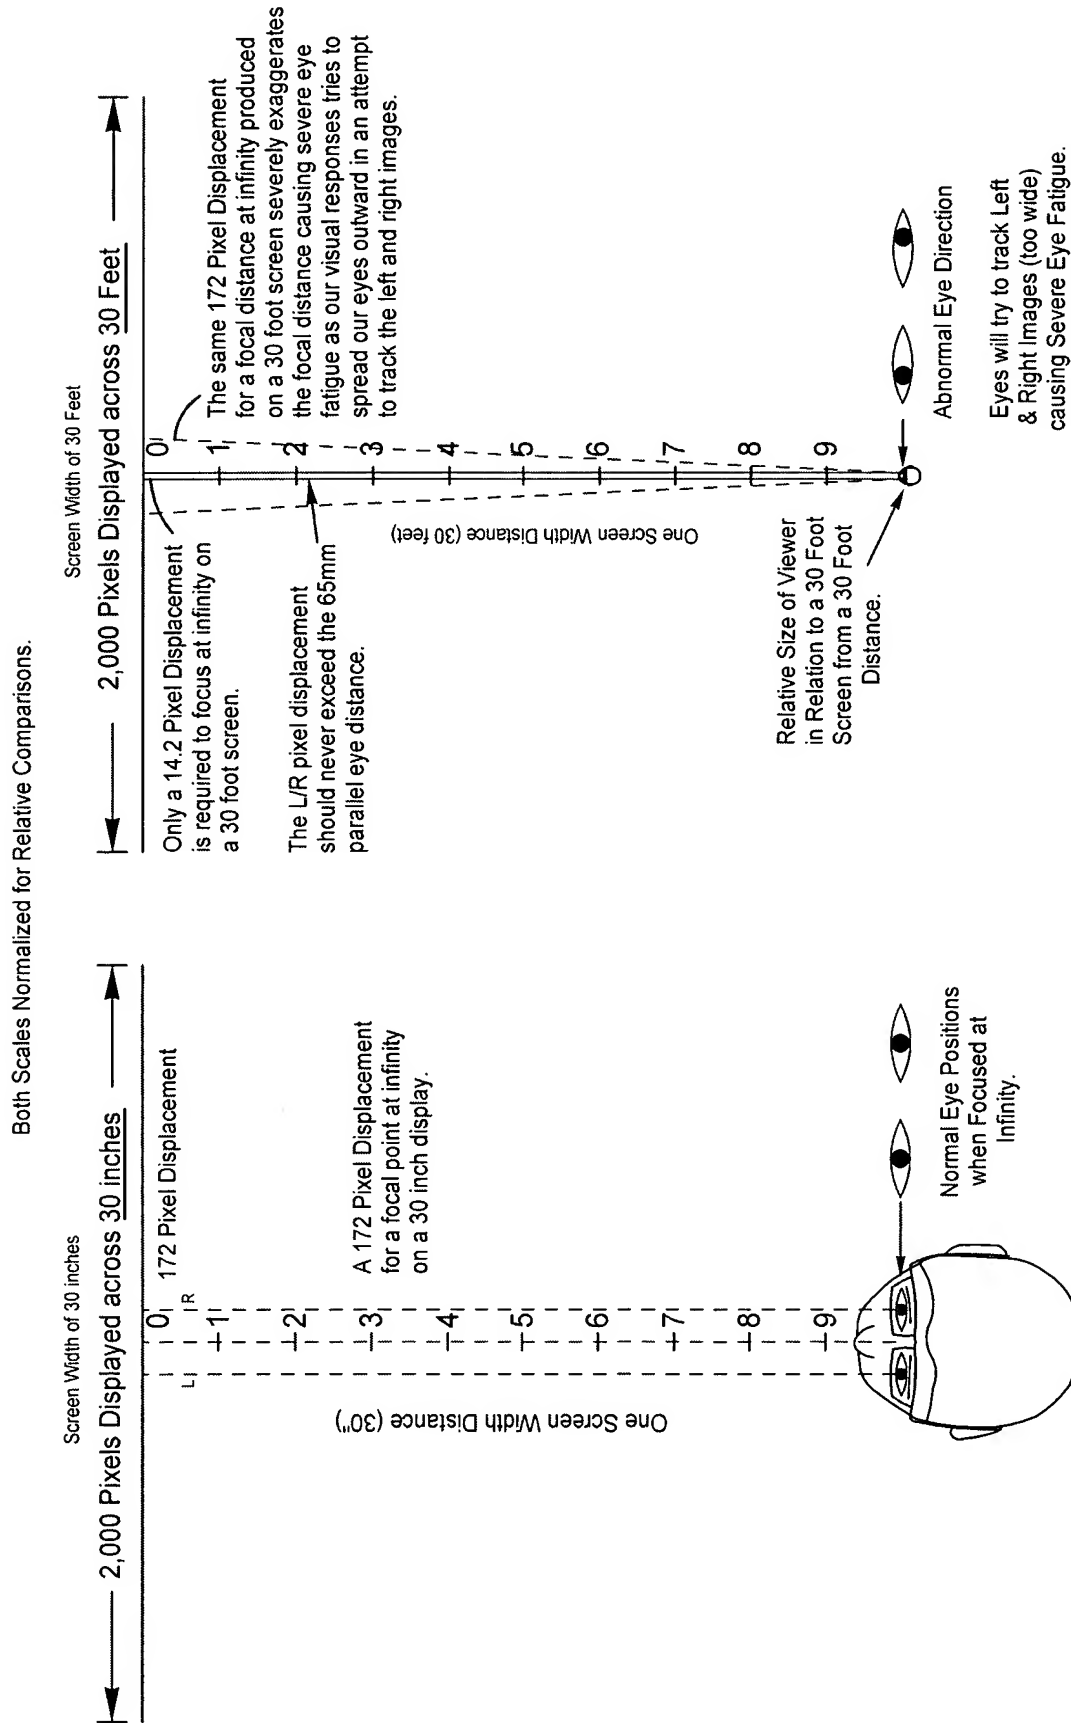 Both Scales Normalized for Relative Comparisons.
Screen Width of 30 inches
2,000 Pixels Displayed across 30 inches
172 Pixel Displacement
L
R
0
1
2
3
4
5
6
7
8
9
A 172 Pixel Displacement
for a focal point at infinity
on a 30 inch display.
One Screen Width Distance (30")
Normal Eye Positions
when Focused at
Infinity.
Screen Width of 30 Feet
2,000 Pixels Displayed across 30 Feet
Only a 14.2 Pixel Displacement
is required to focus at infinity on
a 30 foot screen.
The L/R pixel displacement
should never exceed the 65mm
parallel eye distance.
0
1
2
3
4
5
6
7
8
9
One Screen Width Distance (30 feet)
The same 172 Pixel Displacement
for a focal distance at infinity produced
on a 30 foot screen severely exaggerates
the focal distance causing severe eye
fatigue as our visual responses tries to
spread our eyes outward in an attempt
to track the left and right images.
Relative Size of Viewer
in Relation to a 30 Foot
Screen from a 30 Foot
Distance.
Abnormal Eye Direction
Eyes will try to track Left
& Right Images (too wide)
causing Severe Eye Fatigue.